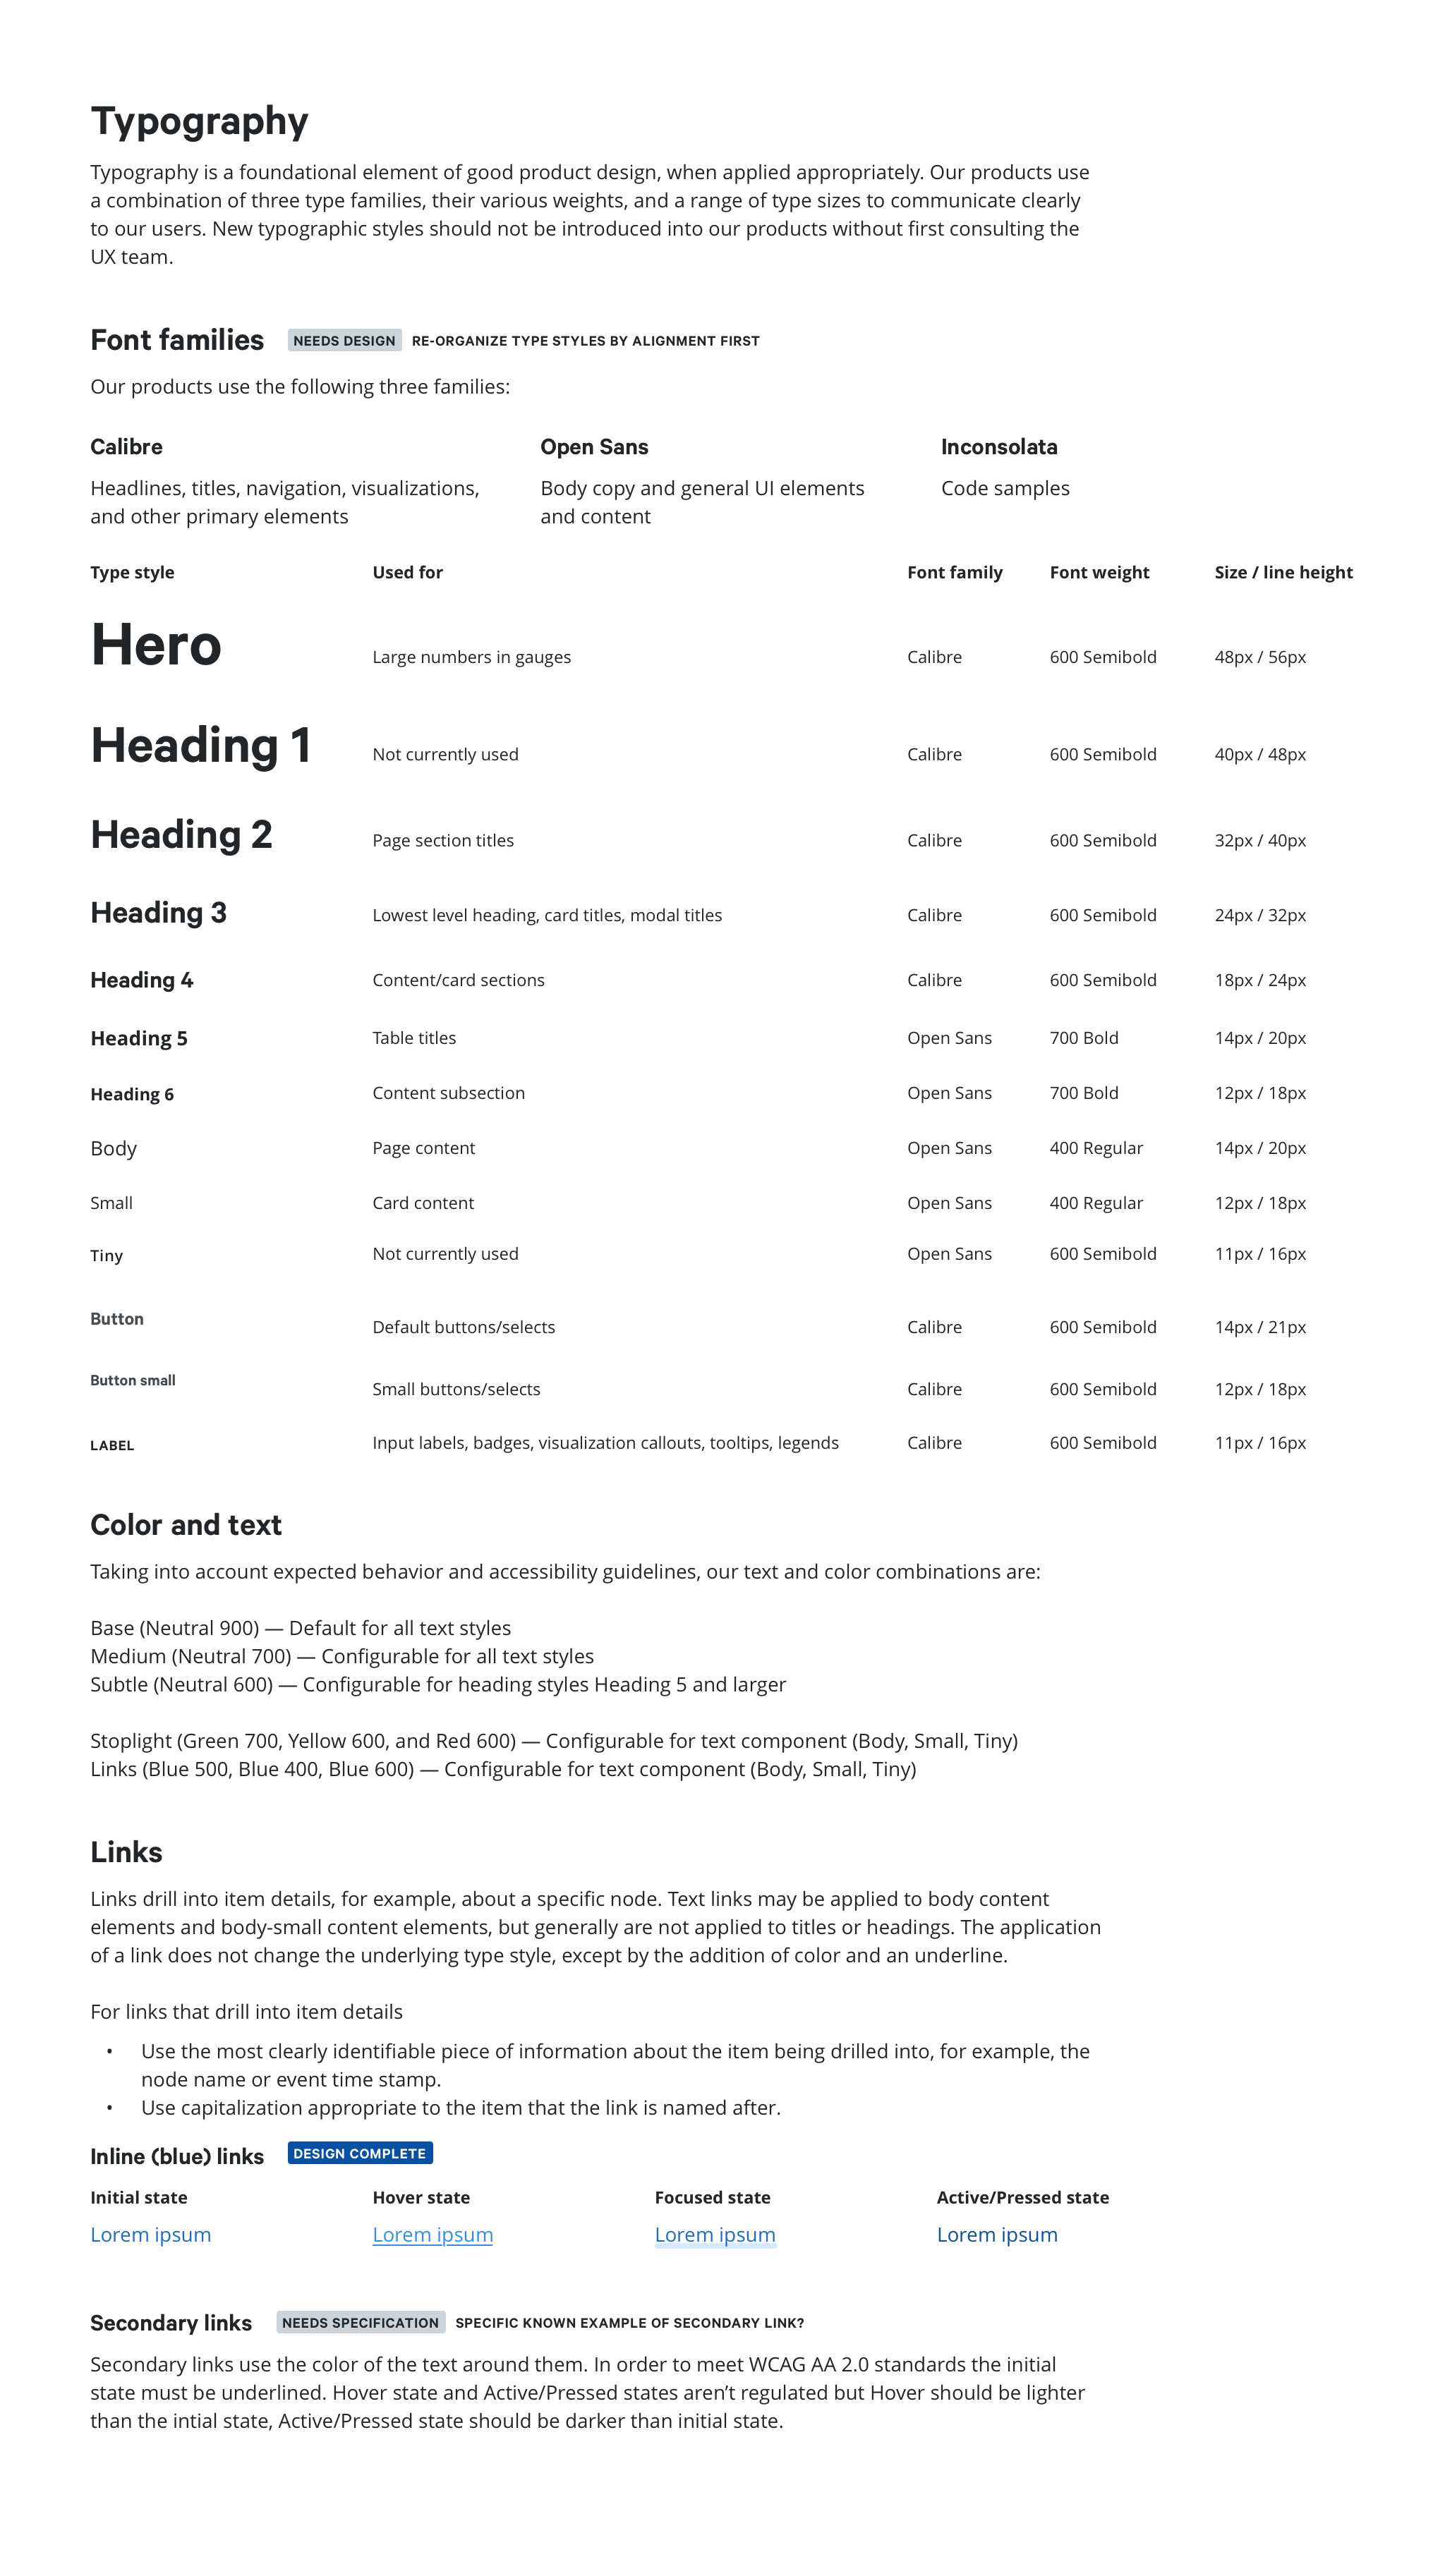 Typography
Typography is a foundational element of good product design, when applied appropriately. Our products use
a combination of three type families, their various weights, and a range of type sizes to communicate clearly
to our users. New typographic styles should not be introduced into our products without first consulting the
UX team.
Font families NEEDS DESIGN RE-ORGANIZE TYPE STYLES BY ALIGNMENT FIRST
Our products use the following three families:
Calibre Open Sans Inconsolata
Headlines, titles, navigation, visualizations, Body copy and general UI elements Code samples
and other primary elements and content
Type style Used for Font family Font weight Size / line height
Hero Large numbers in gauges Calibre 600 Semibold 48px / 56px
Heading 1 Not currently used Calibre 600 Semibold 40px / 48px
Heading 2 Page section titles Calibre 600 Semibold 32px / 40px
Heading 3 Lowest level heading, card titles, modal titles Calibre 600 Semibold 24px / 32px
Heading 4 Content/card sections Calibre 600 Semibold 18px / 24px
Heading 5 Table titles Open Sans 700 Bold 14px / 20px
Heading 6 Content subsection Open Sans 700 Bold 12px / 18px
Body Page content Open Sans 400 Regular 14px / 20px
Small Card content Open Sans 400 Regular 12px / 18px
Tiny Not currently used Open Sans 600 Semibold 11px / 16px
Button Default buttons/selects Calibre 600 Semibold 14px / 21px
Button small Small buttons/selects Calibre 600 Semibold 12px / 18px
LABEL Input labels, badges, visualization callouts, tooltips, legends Calibre 600 Semibold 11px / 16px
Color and text
Taking into account expected behavior and accessibility guidelines, our text and color combinations are:
Base (Neutral 900) — Default for all text styles
Medium (Neutral 700) — Configurable for all text styles
Subtle (Neutral 600) — Configurable for heading styles Heading 5 and larger
Stoplight (Green 700, Yellow 600, and Red 600) — Configurable for text component (Body, Small, Tiny)
Links (Blue 500, Blue 400, Blue 600) — Configurable for text component (Body, Small, Tiny)
Links
Links drill into item details, for example, about a specific node. Text links may be applied to body content
elements and body-small content elements, but generally are not applied to titles or headings. The application
of a link does not change the underlying type style, except by the addition of color and an underline.
For links that drill into item details
• Use the most clearly identifiable piece of information about the item being drilled into, for example, the
node name or event time stamp.
• Use capitalization appropriate to the item that the link is named after.
Inline (blue) links DESIGN COMPLETE
Initial state Hover state Focused state Active/Pressed state
Lorem ipsum Lorem ipsum Lorem ipsum Lorem ipsum
Secondary links NEEDS SPECIFICATION SPECIFIC KNOWN EXAMPLE OF SECONDARY LINK?
Secondary links use the color of the text around them. In order to meet WCAG AA 2.0 standards the initial
state must be underlined. Hover state and Active/Pressed states aren’t regulated but Hover should be lighter
than the intial state, Active/Pressed state should be darker than initial state.